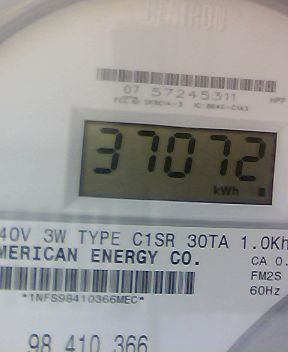 07 57245311
37072
kWh
40V 3W TYPE C1SR 30TA 1.0Kh
MERICAN ENERGY CO.
CA 0.
FM2S
60Hz
*1NFS98410366MEC*
98 410 366